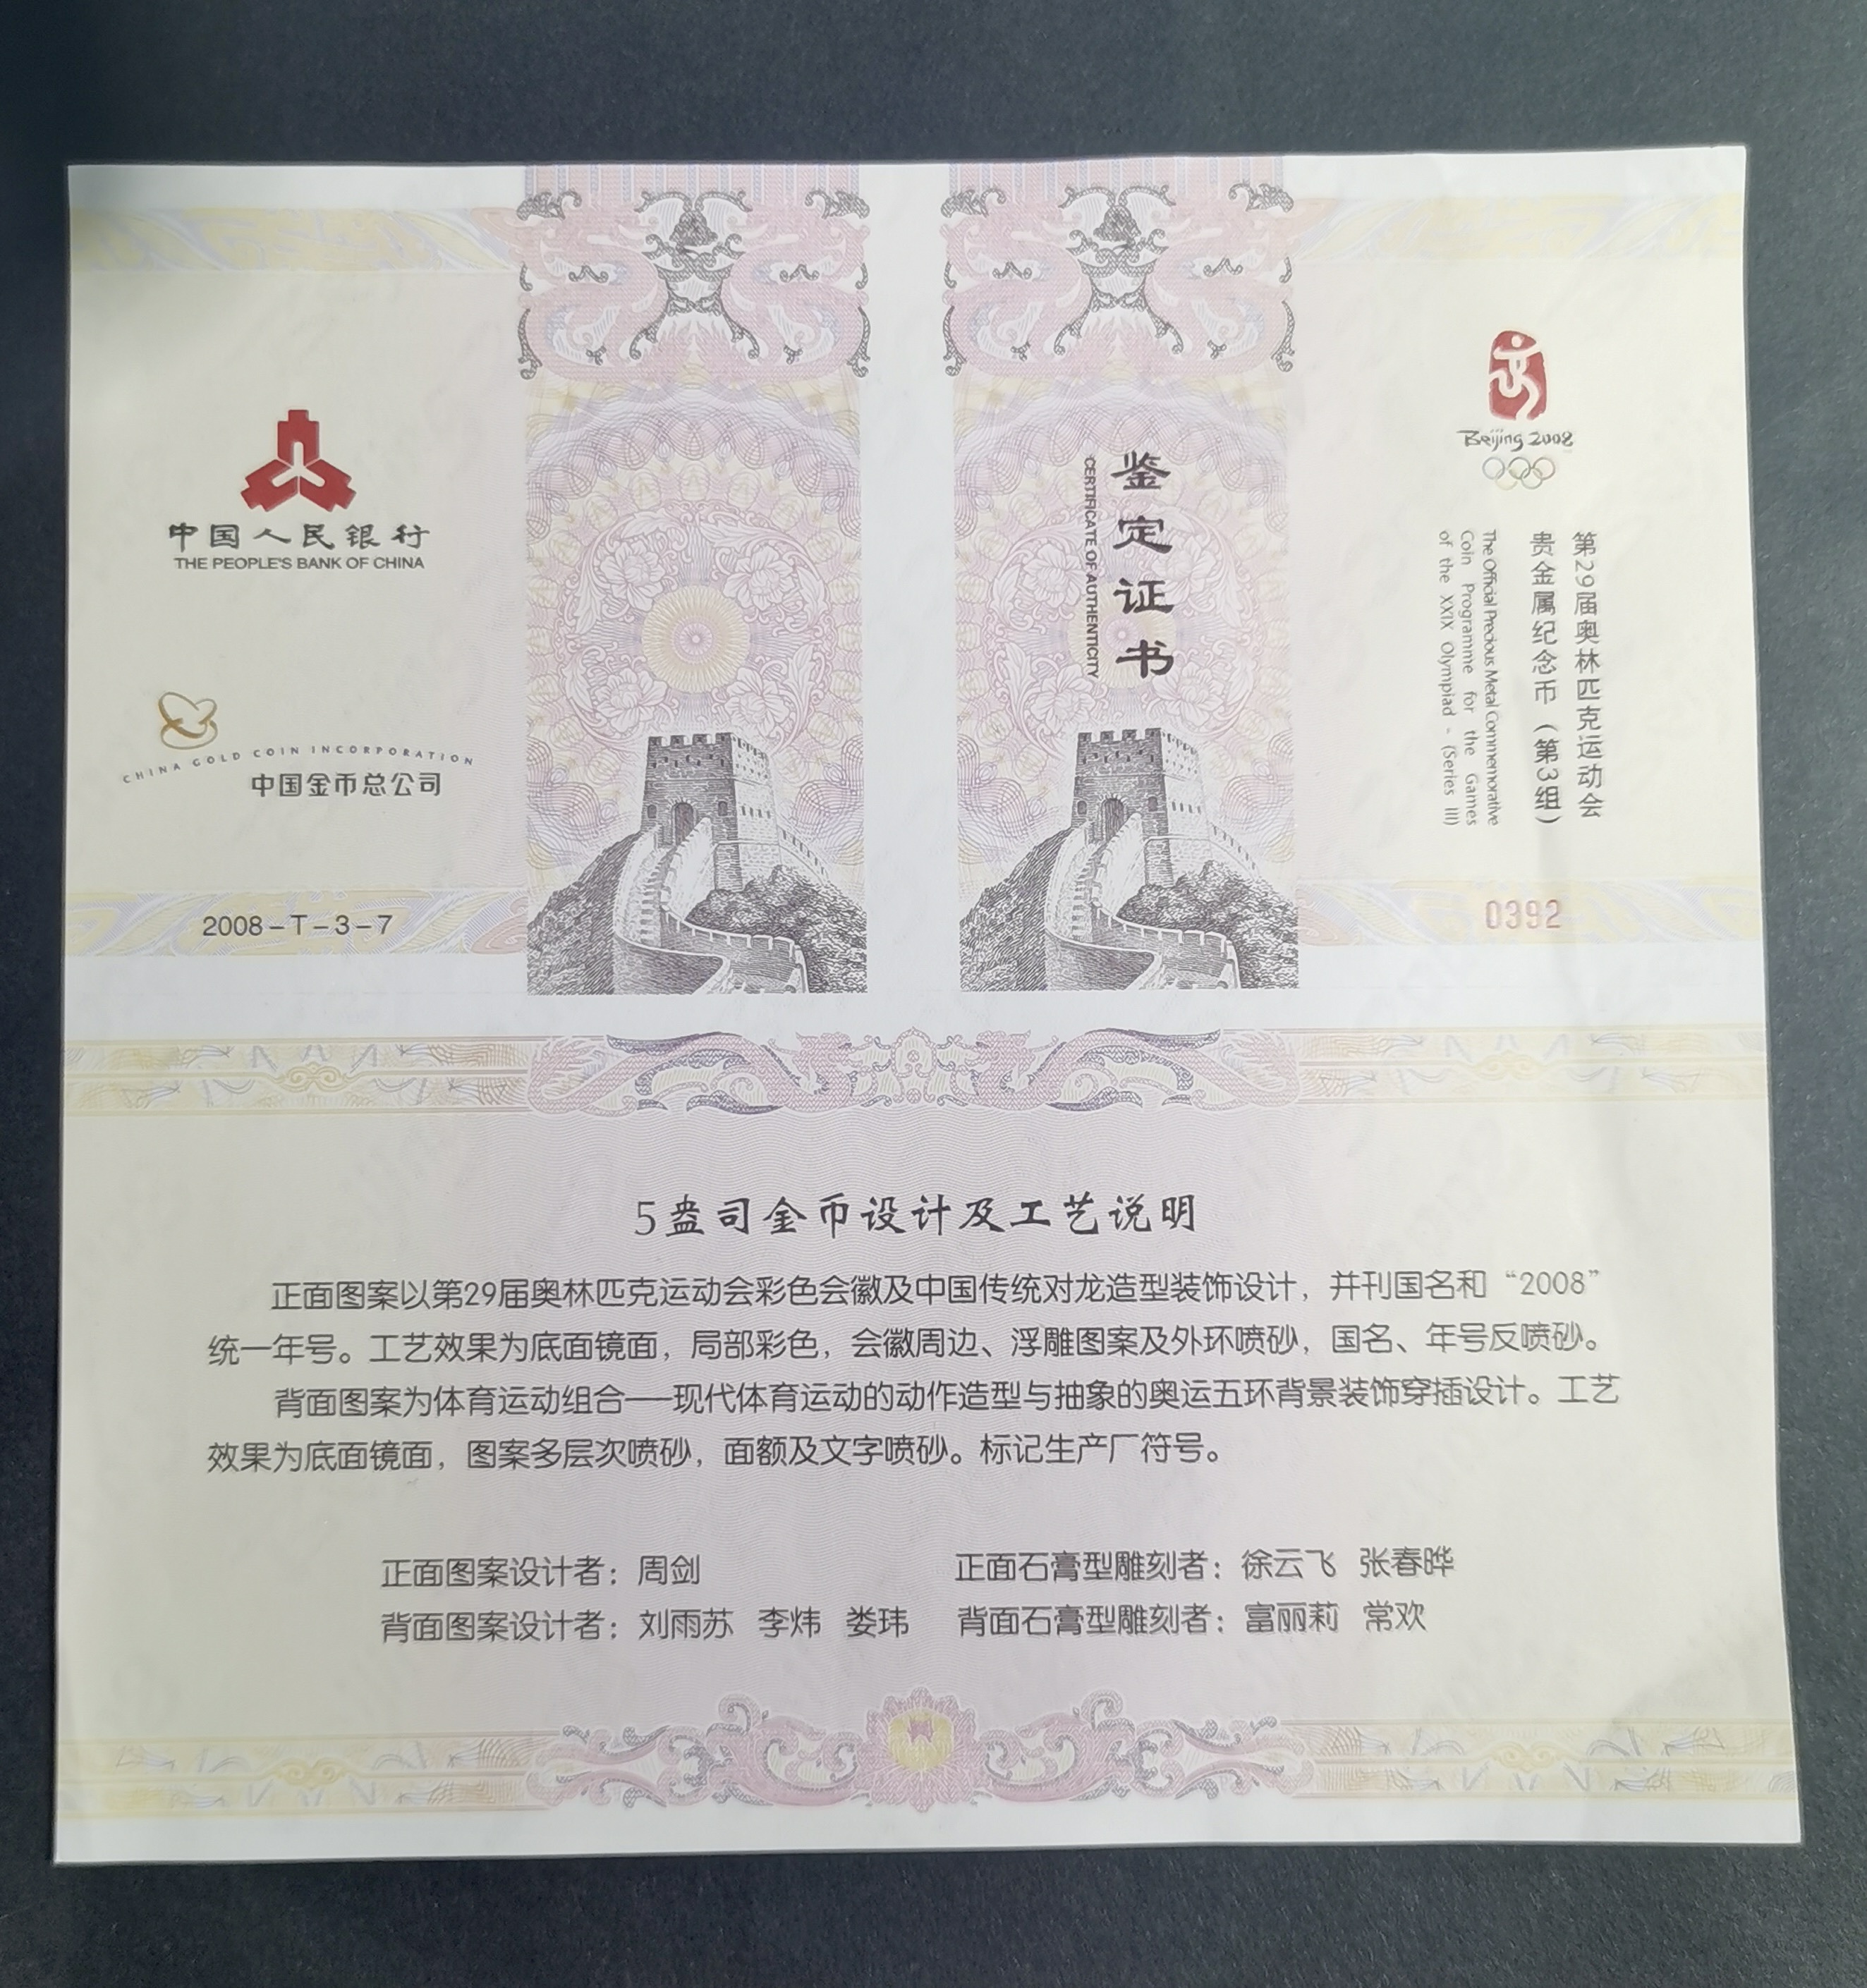 中国人民银行
THE PEOPLE'S BANK OF CHINA
CHINA GOLD COIN INCORPORATION
中国金币总公司
2008-T-3-7
鉴定证书
CERTIFICATE OF AUTHENTICITY
Beijing 2008
第29届奥林匹克运动会
贵金属纪念币（第3组）
The Official Precious Metal Commemorative
Coin Programme for the Games
of the XXIX Olympiad - (Series III)
0392
5盎司金币设计及工艺说明
正面图案以第29届奥林匹克运动会彩色会徽及中国传统对龙造型装饰设计，并刊国名和“2008”
统一年号。工艺效果为底面镜面，局部彩色，会徽周边、浮雕图案及外环喷砂，国名、年号反喷砂。
背面图案为体育运动组合——现代体育运动的动作造型与抽象的奥运五环背景装饰穿插设计。工艺
效果为底面镜面，图案多层次喷砂，面额及文字喷砂。标记生产厂符号。
正面图案设计者：周剑 正面石膏型雕刻者：徐云飞 张春晔
背面图案设计者：刘雨苏 李炜 娄玮 背面石膏型雕刻者：富丽莉 常欢